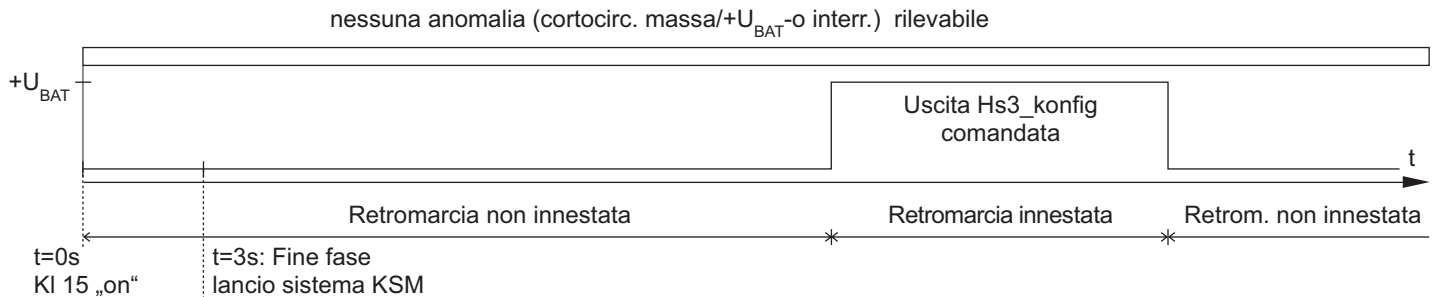 nessuna anomalia (cortocirc. massa/+U_BAT-o interr.) rilevabile
+U_BAT
Uscita Hs3_konfig
comandata
t
Retromarcia non innestata
Retromarcia innestata
Retrom. non innestata
t=0s
Kl 15 „on“
t=3s: Fine fase
lancio sistema KSM